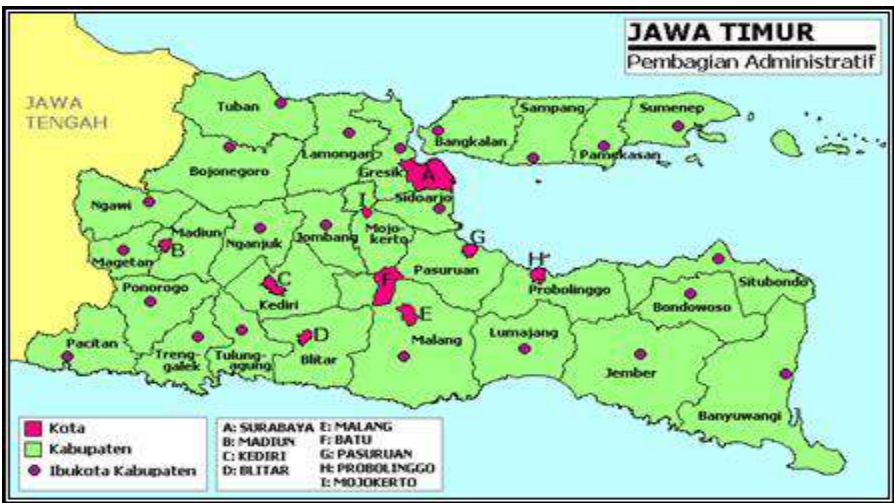 JAWA TIMUR
Pembagian Administratif
JAWA
TENGAH
Tuban
Lamongan
Bojonegoro
Gresik
A
Bangkalan
Sampang
Pamekasan
Sumenep
Sidoarjo
I
Mojo-
kerto
Jombang
Nganjuk
Madiun
B
Ngawi
Magetan
Ponorogo
Pacitan
Treng-
galek
Tulung-
agung
C
Kediri
D
Blitar
F
E
Malang
Pasuruan
G
H
Probolinggo
Lumajang
Jember
Bondowoso
Situbondo
Banyuwangi
Kota
Kabupaten
Ibukota Kabupaten
A: SURABAYA E: MALANG
B: MADIUN F: BATU
C: KEDIRI G: PASURUAN
D: BLITAR H: PROBOLINGGO
I: MOJOKERTO